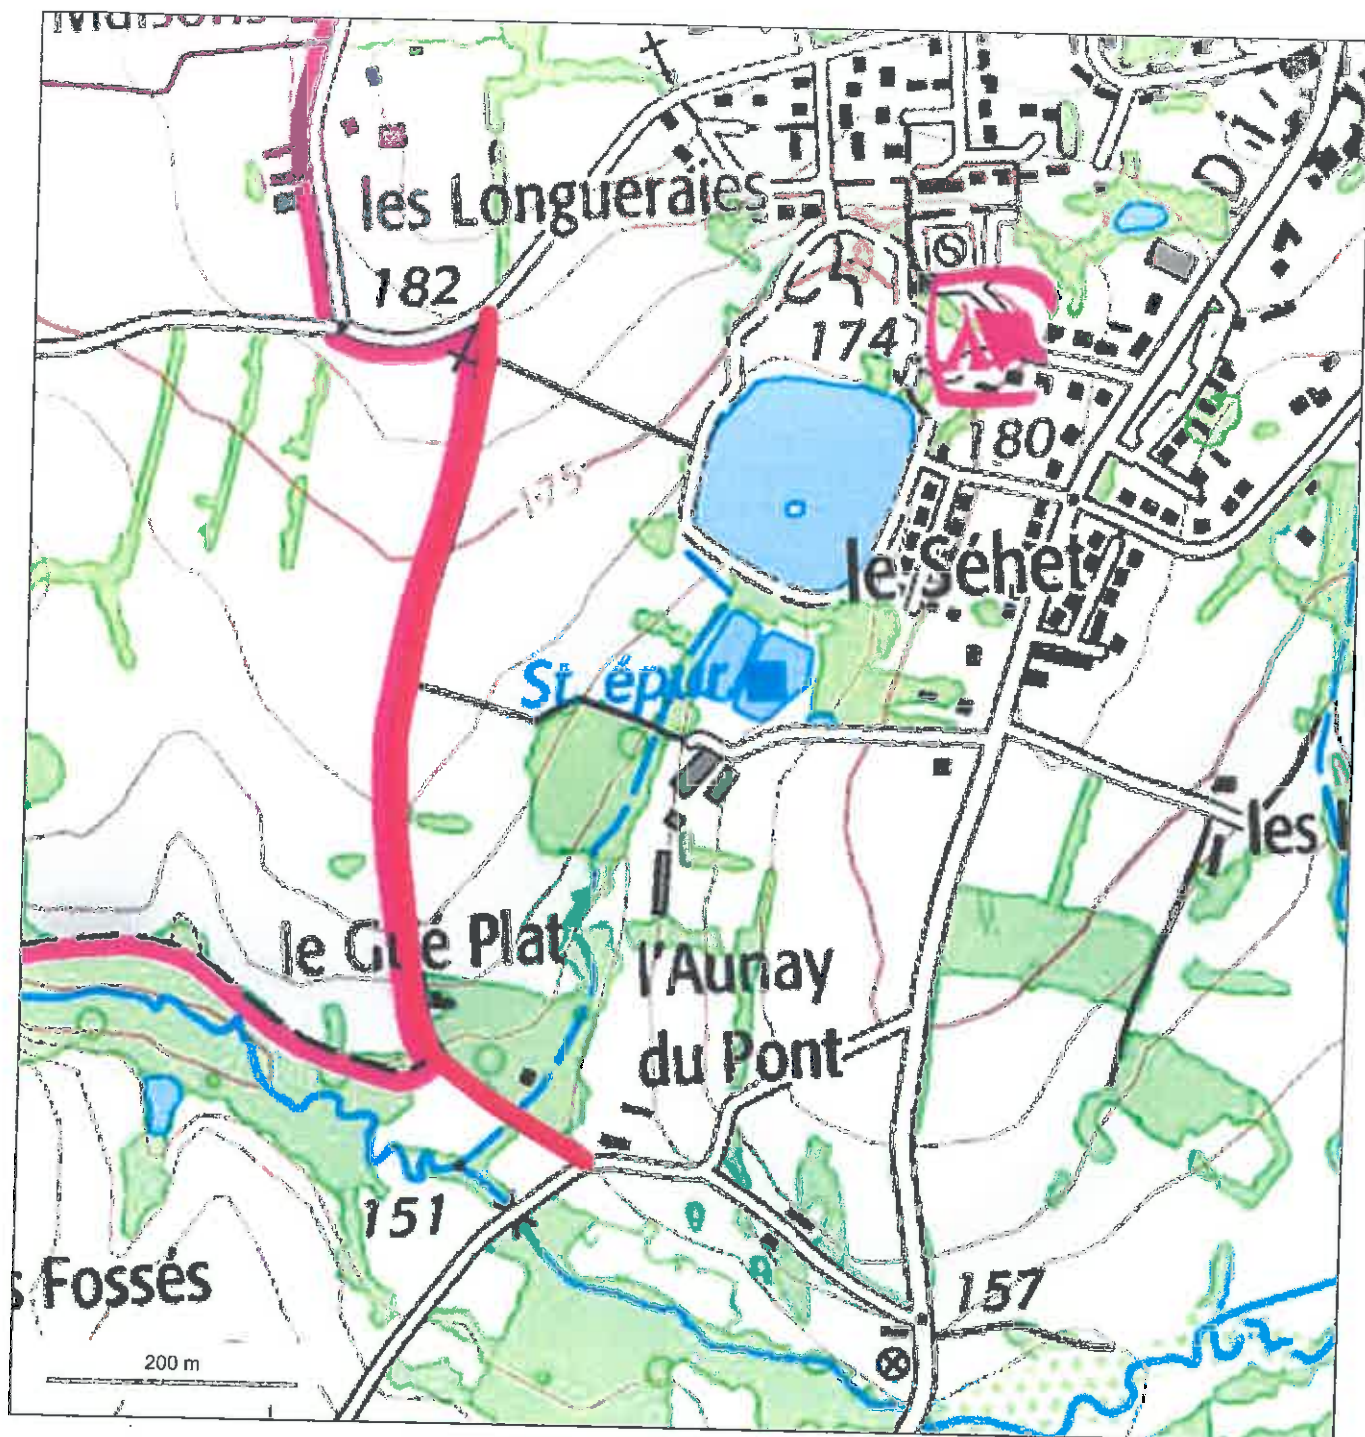 les Longueraies
D 1
182
174
180
175
le Séhet
St. épur.
les
le Gué Plat
l'Aunay
du Pont
151
157
Fossés
200 m